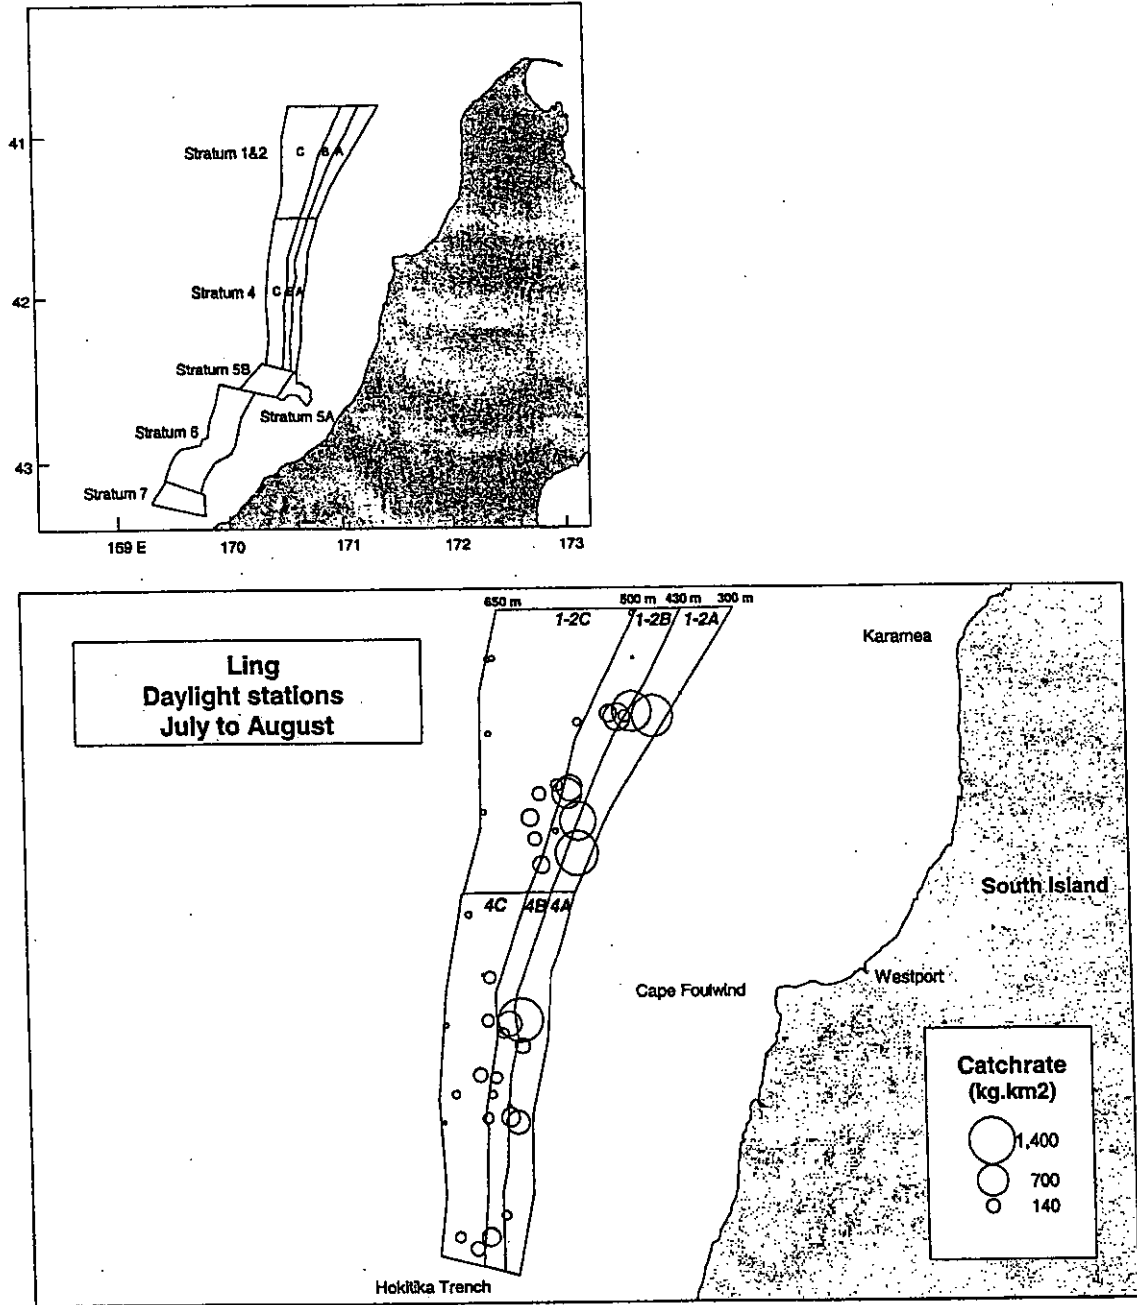 41
Stratum 1&2
C
B
A
42
Stratum 4
C
B
A
Stratum 5B
Stratum 5A
Stratum 6
43
Stratum 7
169 E
170
171
172
173
650 m
500 m
430 m
300 m
1-2C
1-2B
1-2A
Karamea
Ling
Daylight stations
July to August
4C
4B
4A
South Island
Westport
Cape Foulwind
Catchrate
(kg.km2)
1,400
700
140
Hokitika Trench